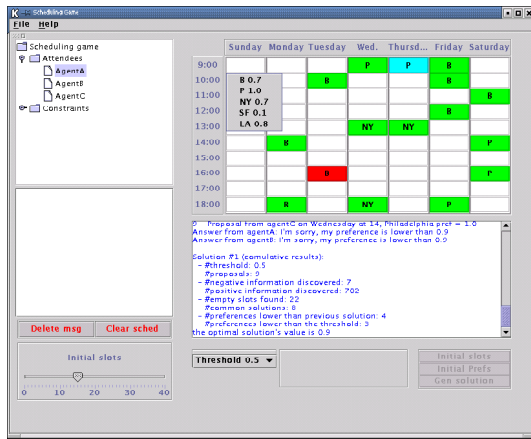 Scheduling Game
File Help
Scheduling game
Attendees
AgentA
AgentB
AgentC
Constraints
Sunday Monday Tuesday Wed. Thursd... Friday Saturday
9:00 P P B
10:00 B B
11:00 B
12:00 B
13:00 NY NY
14:00 B P
15:00
16:00 B P
17:00
18:00 B NY P
B 0.7
P 1.0
NY 0.7
SF 0.1
LA 0.8
9 Proposal from agentC on Wednesday at 14, Philadelphia pref = 1.0
Answer from agentA: I'm sorry, my preference is lower than 0.9
Answer from agentB: I'm sorry, my preference is lower than 0.9
Solution #1 (comulative results):
- #threshold: 0.5
#proposals: 9
- #negative information discovered: 7
#positive information discovered: 702
- #empty slots found: 22
#common solutions: 8
- #preferences lower than previous solution: 4
#preferences lower than the threshold: 3
the optimal solution's value is 0.9
Delete msg Clear sched
Initial slots
0 10 20 30 40
Threshold 0.5
Initial slots
Initial Prefs
Gen solution